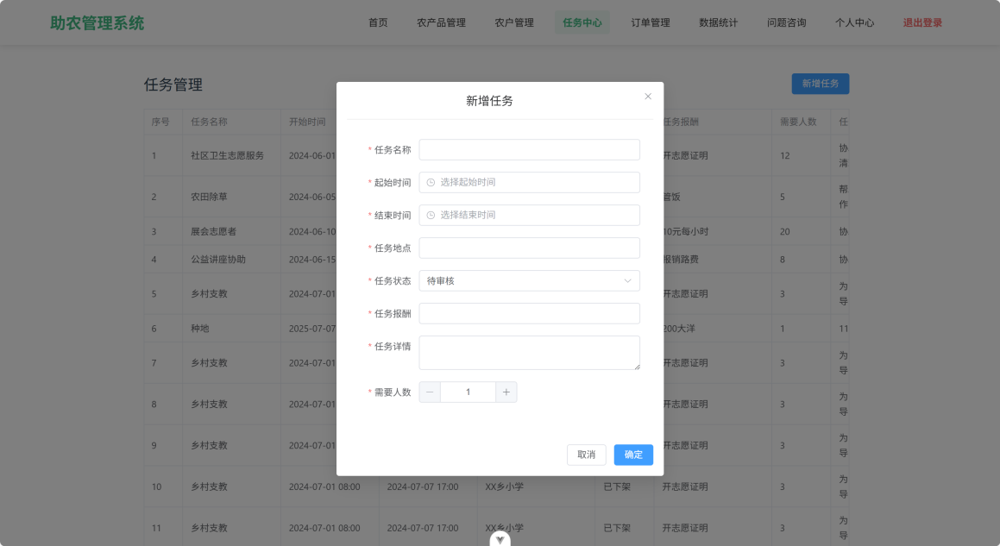 助农管理系统 首页 农产品管理 农户管理 任务中心 订单管理 数据统计 问题咨询 个人中心 退出登录
任务管理 新增任务
序号 任务名称 开始时间 任务报酬 需要人数 任
1 社区卫生志愿服务 2024-06-01 开志愿证明 12 协
清
2 农田除草 2024-06-05 管饭 5 帮
作
3 展会志愿者 2024-06-10 10元每小时 20 协
4 公益讲座协助 2024-06-15 报销路费 8 协
5 乡村支教 2024-07-01 开志愿证明 3 为
导
6 种地 2025-07-07 200大洋 1 11
7 乡村支教 2024-07-01 开志愿证明 3 为
导
8 乡村支教 2024-07-01 开志愿证明 3 为
导
9 乡村支教 2024-07-01 开志愿证明 3 为
导
10 乡村支教 2024-07-01 08:00 2024-07-07 17:00 XX乡小学 已下架 开志愿证明 3 为
导
11 乡村支教 2024-07-01 08:00 2024-07-07 17:00 XX乡小学 已下架 开志愿证明 3 为
导
新增任务
* 任务名称
* 起始时间 选择起始时间
* 结束时间 选择结束时间
* 任务地点
* 任务状态 待审核
* 任务报酬
* 任务详情
* 需要人数 1
取消 确定